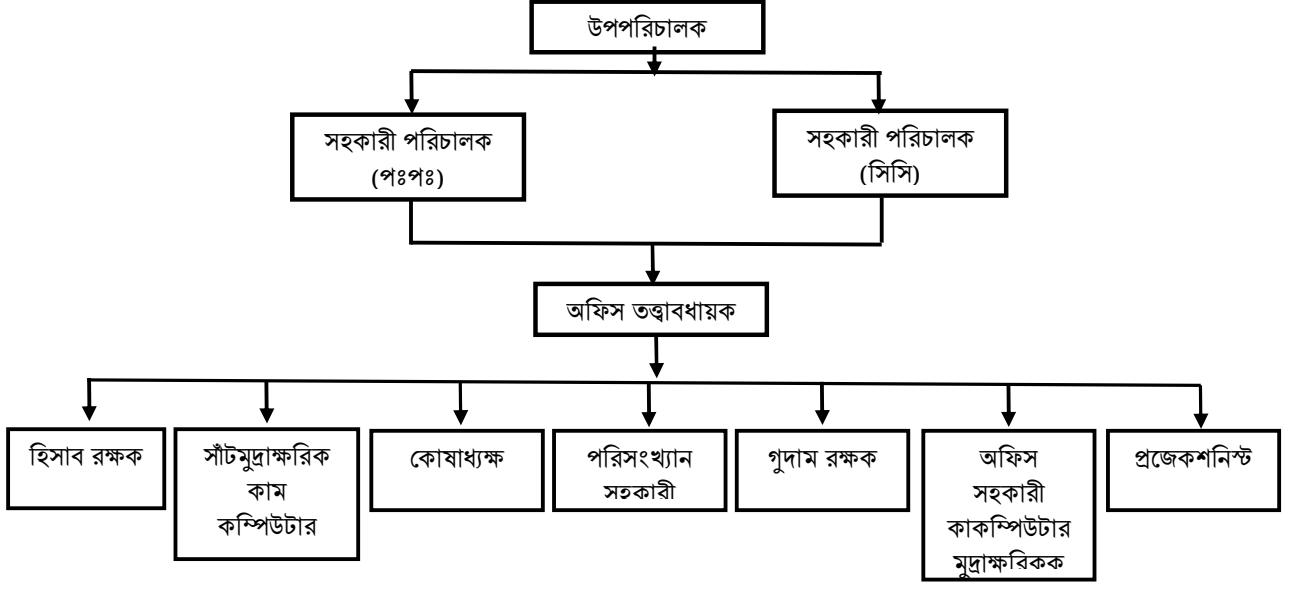 উপপরিচালক
সহকারী পরিচালক
(পঃপঃ)
সহকারী পরিচালক
(সিসি)
অফিস তত্ত্বাবধায়ক
হিসাব রক্ষক
সাঁটমুদ্রাক্ষরিক
কাম
কম্পিউটার
কোষাধ্যক্ষ
পরিসংখ্যান
সহকারী
গুদাম রক্ষক
অফিস
সহকারী
কাকম্পিউটার
মুদ্রাক্ষরিকক
প্রজেকশনিস্ট